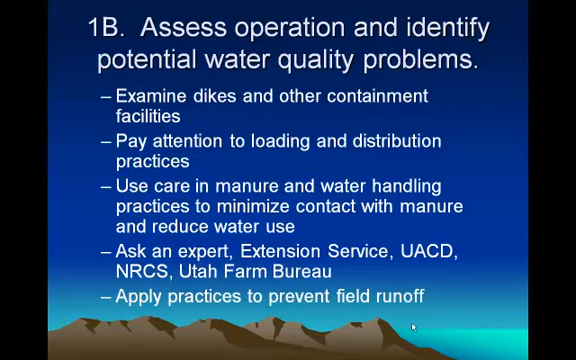 1B. Assess operation and identify
potential water quality problems.
– Examine dikes and other containment
facilities
– Pay attention to loading and distribution
practices
– Use care in manure and water handling
practices to minimize contact with manure
and reduce water use
– Ask an expert, Extension Service, UACD,
NRCS, Utah Farm Bureau
– Apply practices to prevent field runoff